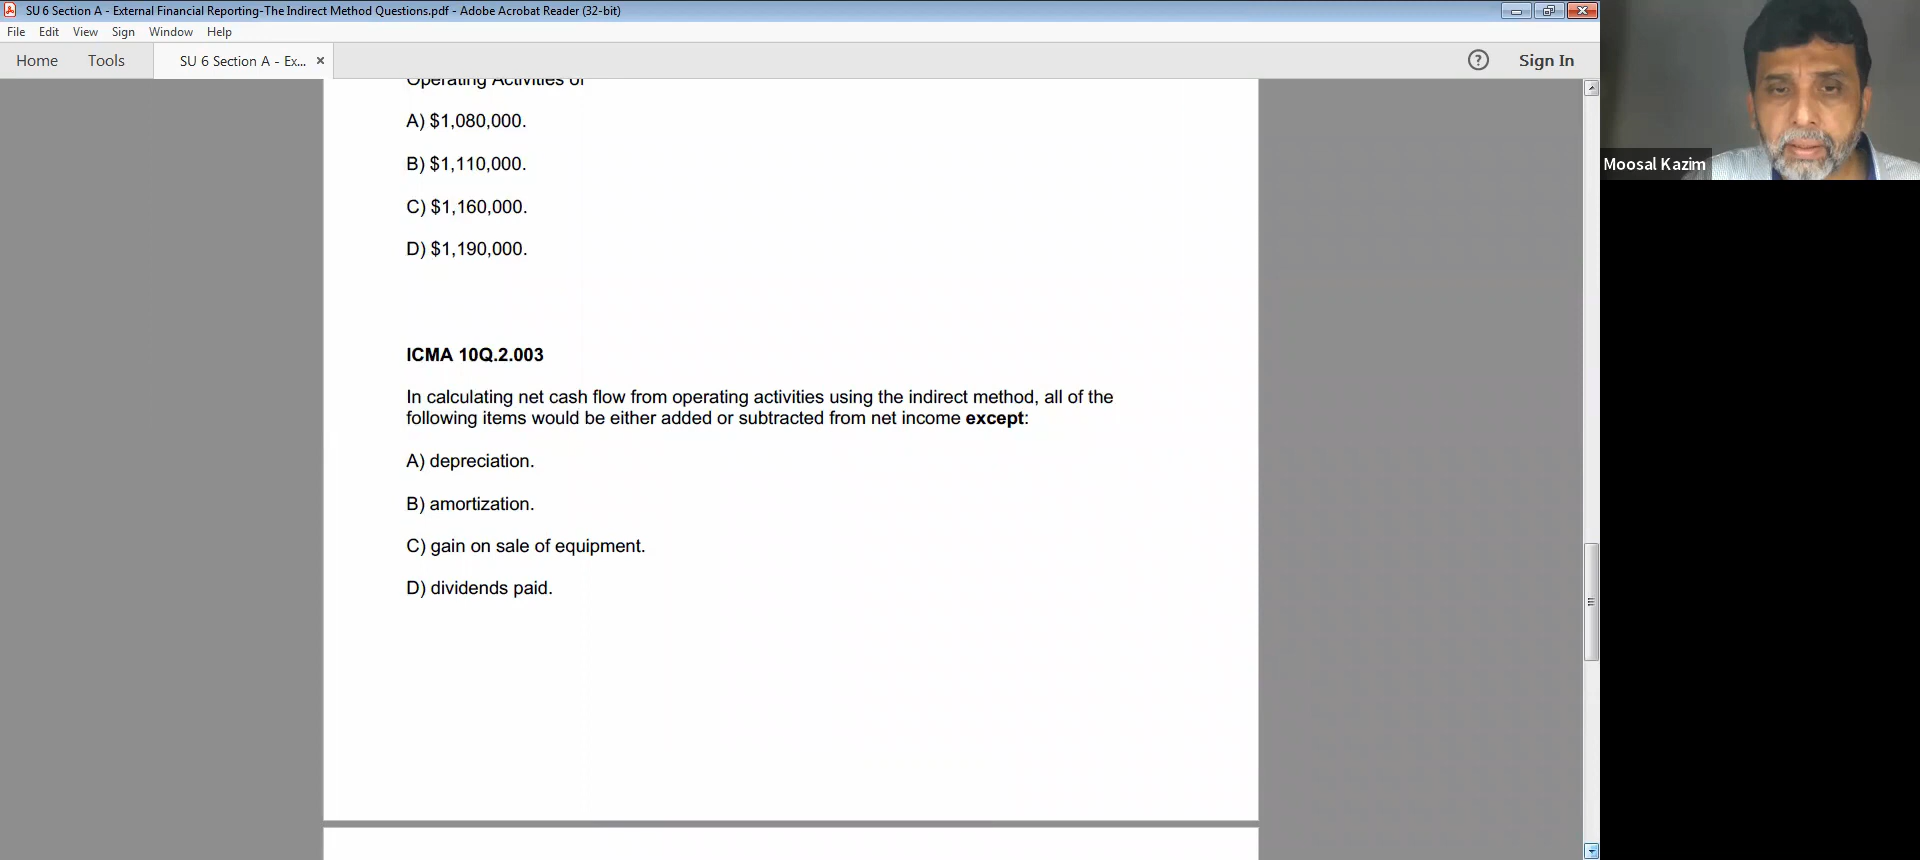 SU 6 Section A - External Financial Reporting-The Indirect Method Questions.pdf - Adobe Acrobat Reader (32-bit)
File Edit View Sign Window Help
Home Tools SU 6 Section A - Ex... × ? Sign In
Operating Activities of
A) $1,080,000.
B) $1,110,000.
C) $1,160,000.
D) $1,190,000.
ICMA 10Q.2.003
In calculating net cash flow from operating activities using the indirect method, all of the
following items would be either added or subtracted from net income except:
A) depreciation.
B) amortization.
C) gain on sale of equipment.
D) dividends paid.
Moosal Kazim